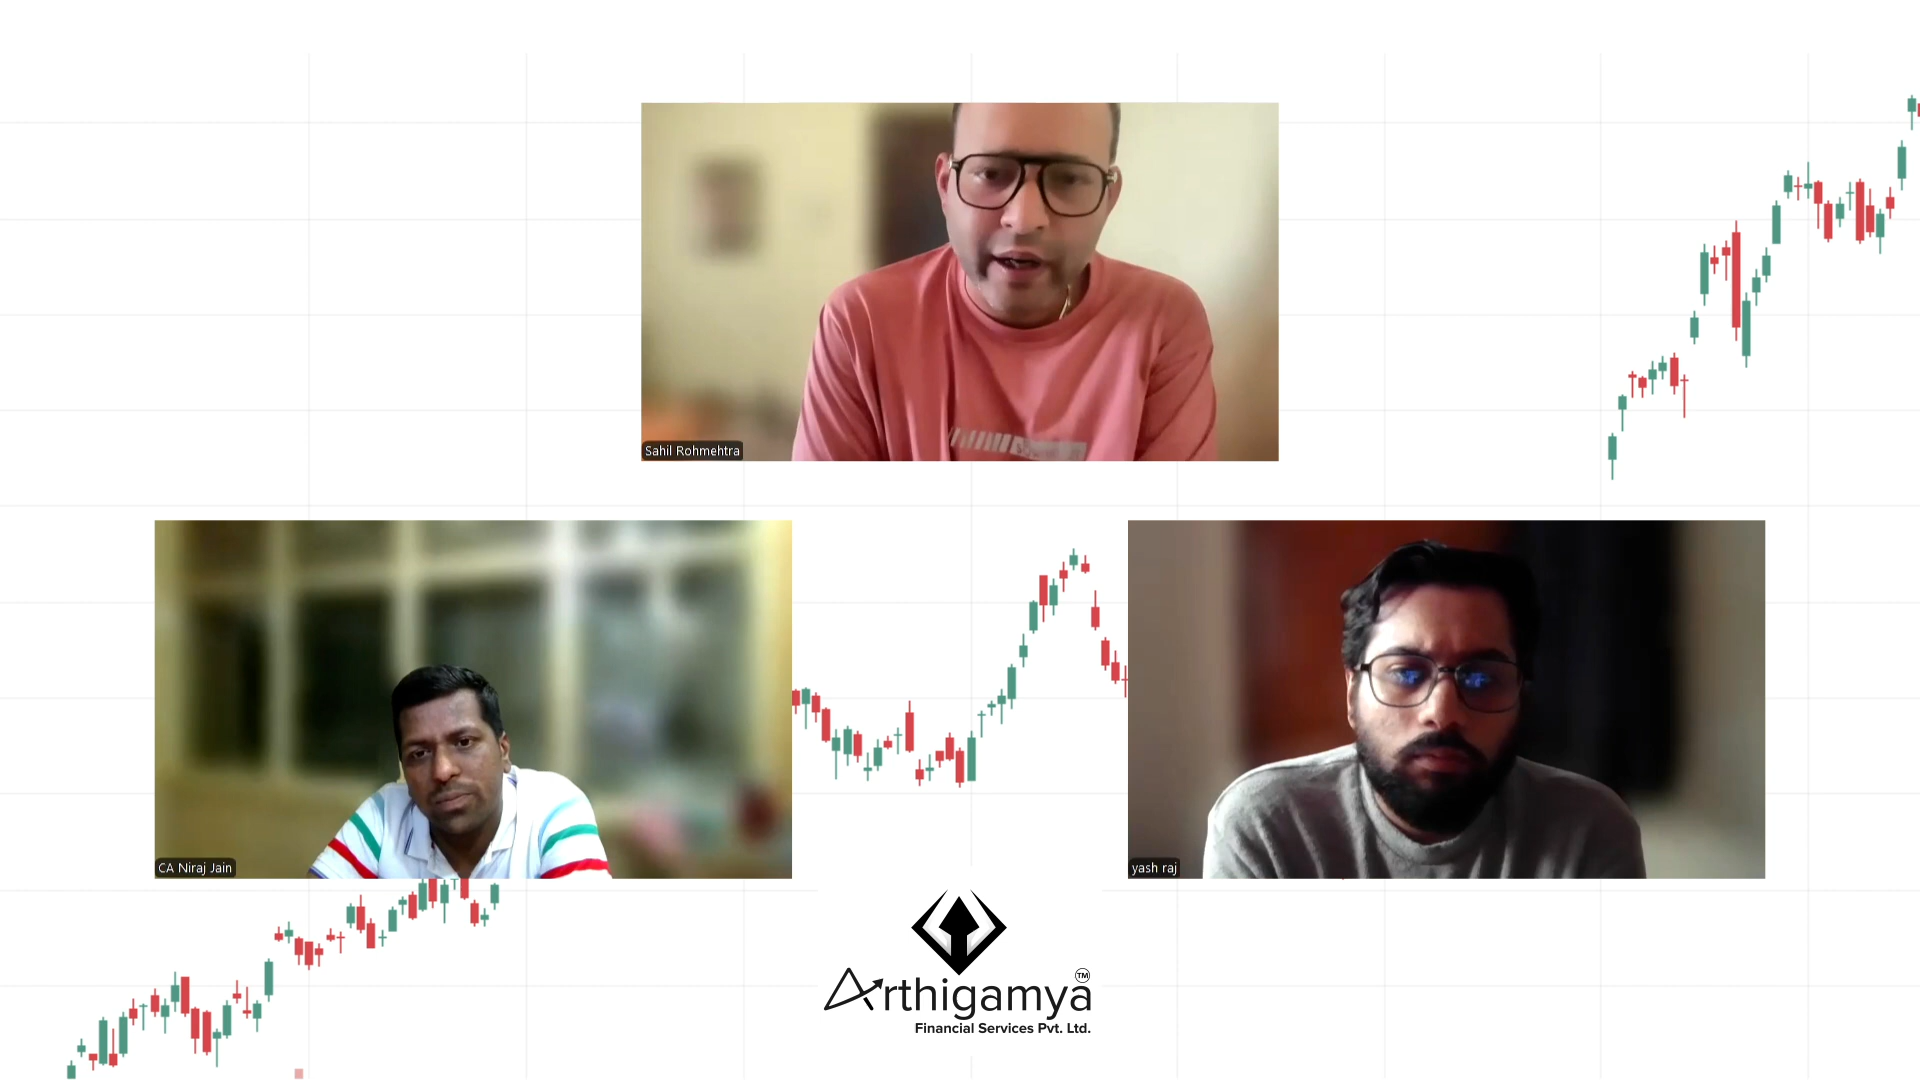 Sahil Rohmehtra
CA Niraj Jain
yash raj
Arthigamya
TM
Financial Services Pvt. Ltd.